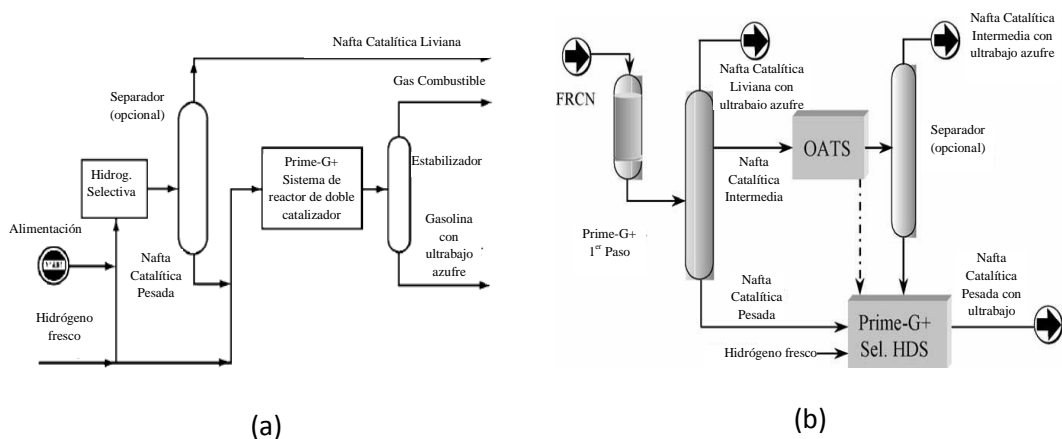 Nafta Catalítica Liviana
Gas Combustible
Separador
(opcional)
Estabilizador
Hidrog.
Selectiva
Prime-G+
Sistema de
reactor de doble
catalizador
Alimentación
Gasolina
con
ultrabajo
azufre
Nafta
Catalítica
Pesada
Hidrógeno
fresco
(a)
Nafta Catalítica
Intermedia con
ultrabajo azufre
FRCN
Nafta Catalítica
Liviana con
ultrabajo azufre
OATS
Separador
(opcional)
Nafta
Catalítica
Intermedia
Prime-G+
1er Paso
Nafta
Catalítica
Pesada
Nafta
Catalítica
Pesada con
ultrabajo
Prime-G+
Sel. HDS
Hidrógeno fresco
(b)